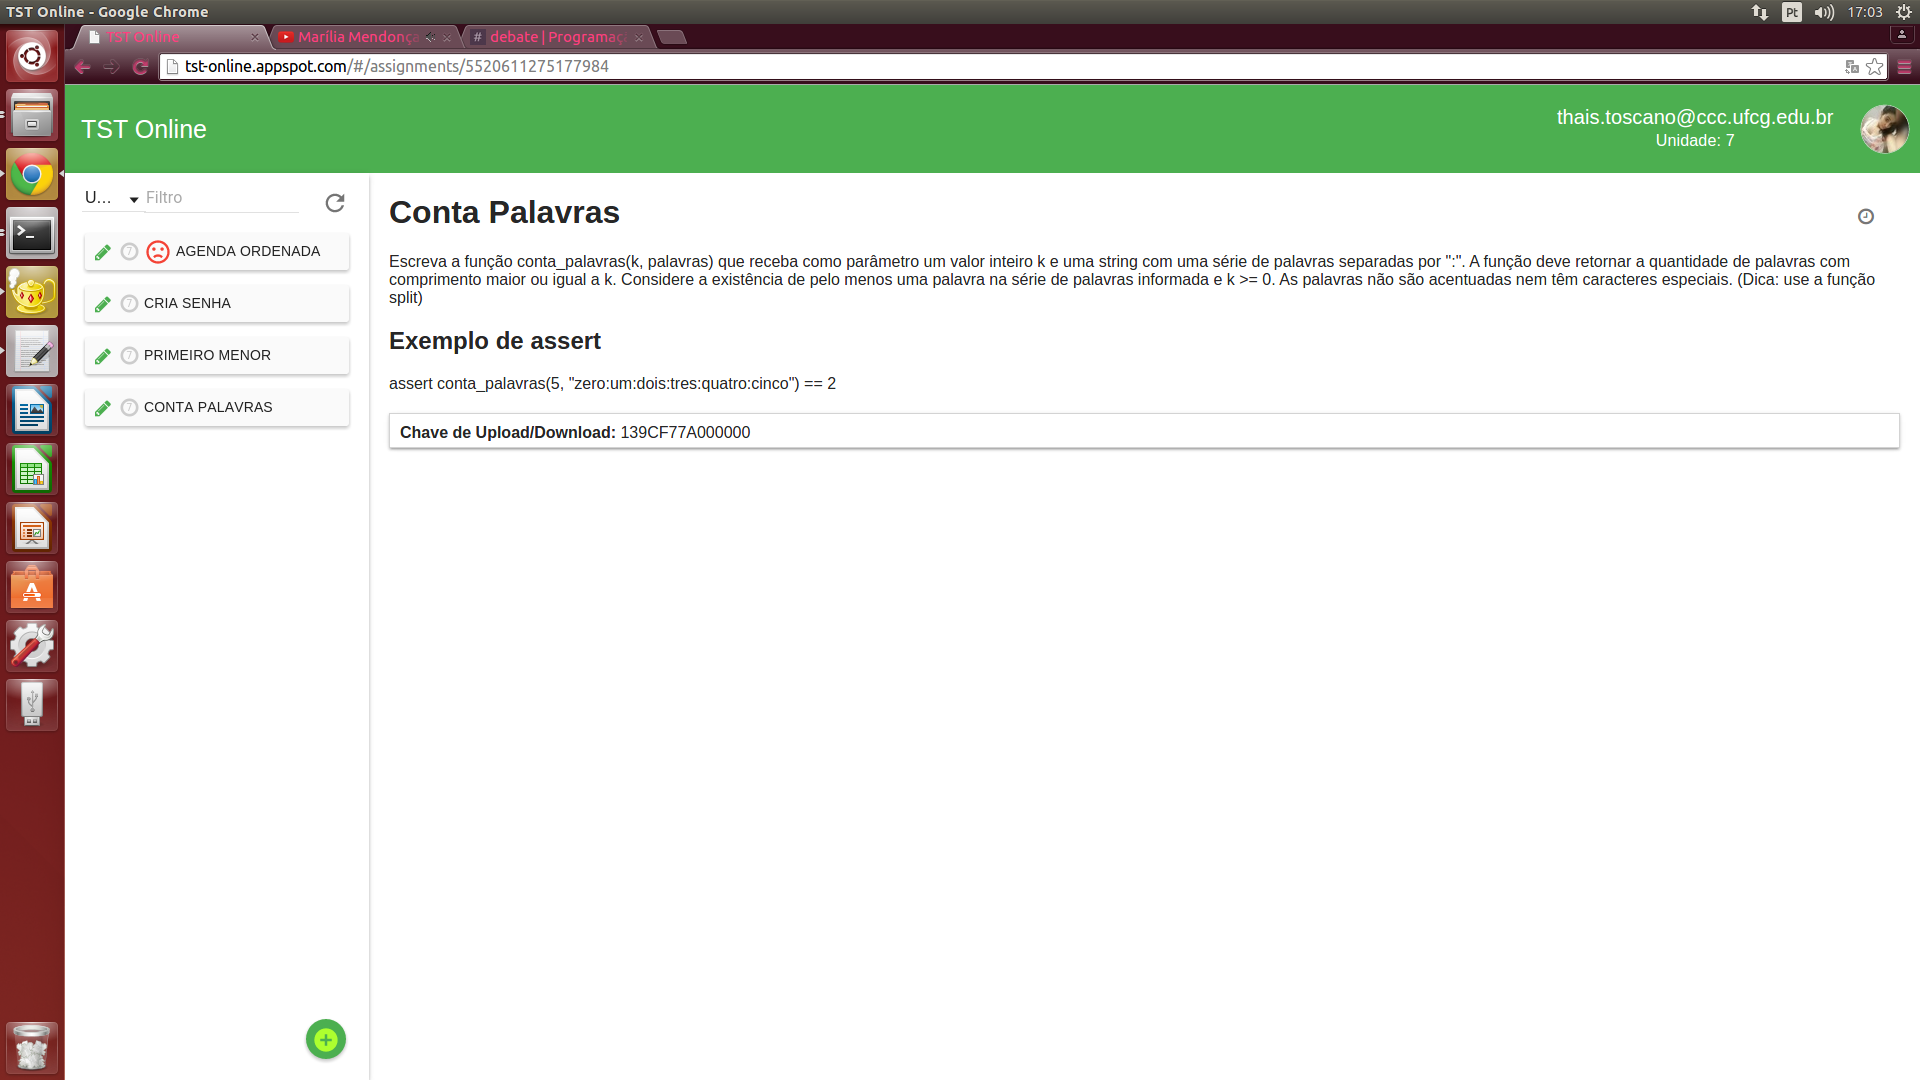 TST Online - Google Chrome
Pt
17:03
TST Online
Marília Mendonça
# debate | Programaç
tst-online.appspot.com/#/assignments/5520611275177984
TST Online
thais.toscano@ccc.ufcg.edu.br
Unidade: 7
U...
Filtro
7 AGENDA ORDENADA
7 CRIA SENHA
7 PRIMEIRO MENOR
7 CONTA PALAVRAS
Conta Palavras
Escreva a função conta_palavras(k, palavras) que receba como parâmetro um valor inteiro k e uma string com uma série de palavras separadas por ":". A função deve retornar a quantidade de palavras com
comprimento maior ou igual a k. Considere a existência de pelo menos uma palavra na série de palavras informada e k >= 0. As palavras não são acentuadas nem têm caracteres especiais. (Dica: use a função
split)
Exemplo de assert
assert conta_palavras(5, "zero:um:dois:tres:quatro:cinco") == 2
Chave de Upload/Download: 139CF77A000000